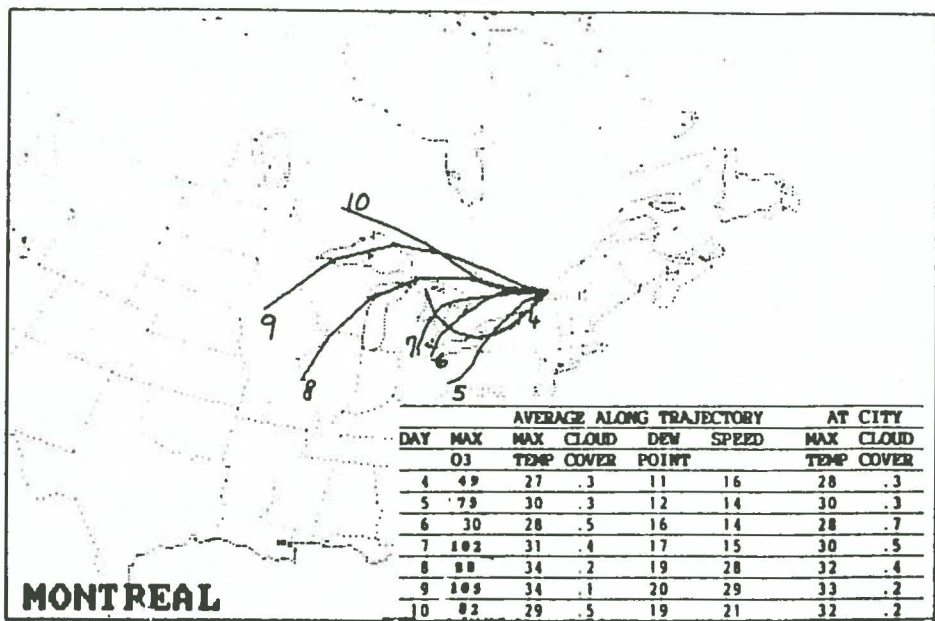 10
9
8
7
6
5
4
AVERAGE ALONG TRAJECTORY AT CITY
DAY MAX MAX CLOUD DEW SPEED MAX CLOUD
O3 TEMP COVER POINT TEMP COVER
4 49 27 .3 11 16 28 .3
5 79 30 .3 12 14 30 .3
6 30 28 .5 16 14 28 .7
7 102 31 .4 17 15 30 .5
8 34 .2 19 28 32 .4
9 105 34 .1 20 29 33 .2
10 82 29 .5 19 21 32 .2
MONTREAL